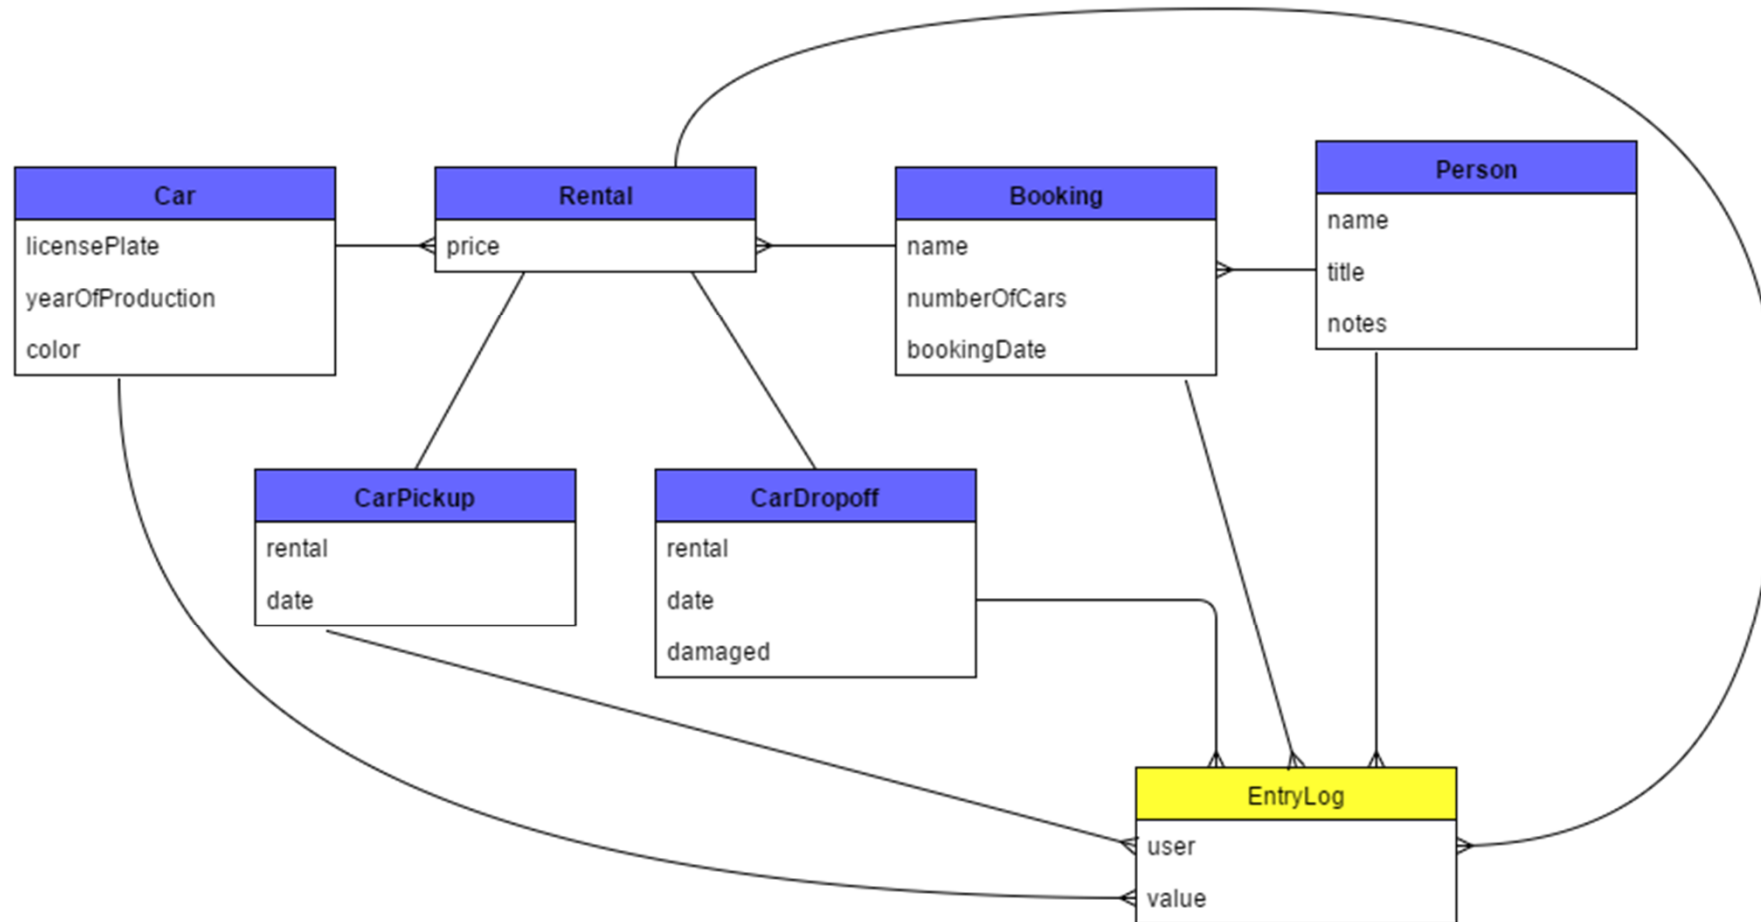 Car
licensePlate
yearOfProduction
color
Rental
price
Booking
name
numberOfCars
bookingDate
Person
name
title
notes
CarPickup
rental
date
CarDropoff
rental
date
damaged
EntryLog
user
value